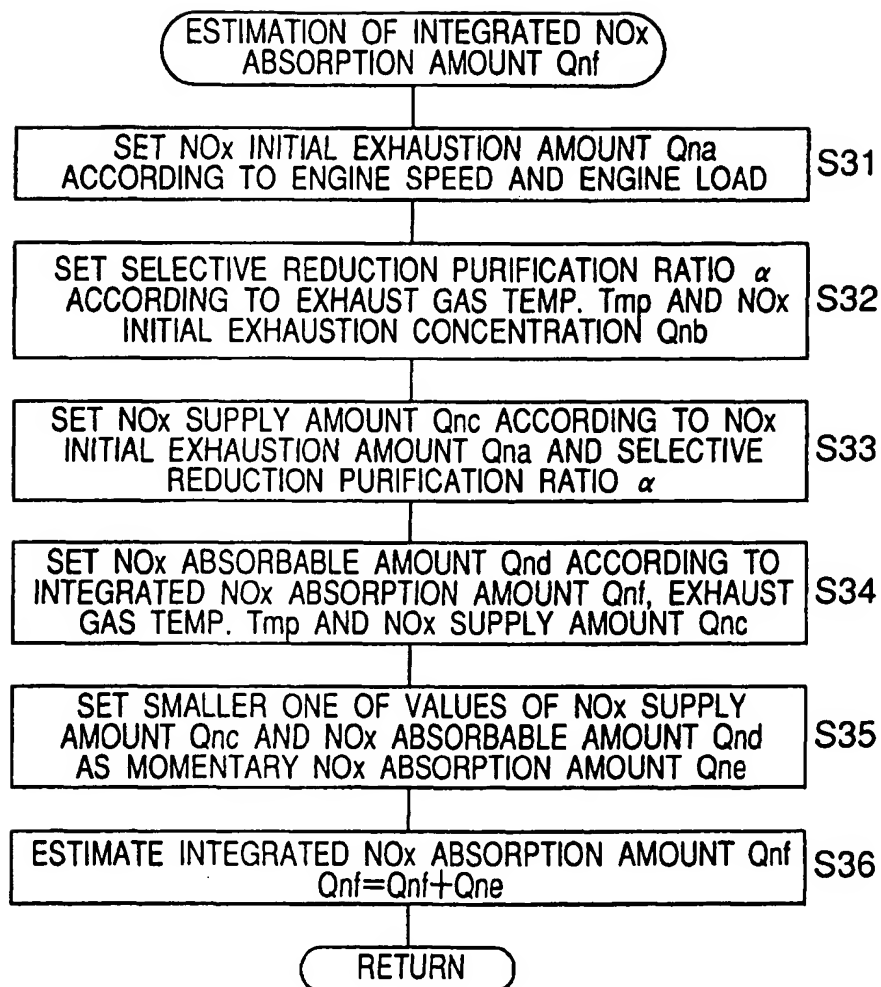 ESTIMATION OF INTEGRATED NOx
ABSORPTION AMOUNT Qnf
SET NOx INITIAL EXHAUSTION AMOUNT Qna
ACCORDING TO ENGINE SPEED AND ENGINE LOAD
S31
SET SELECTIVE REDUCTION PURIFICATION RATIO α
ACCORDING TO EXHAUST GAS TEMP. Tmp AND NOx
INITIAL EXHAUSTION CONCENTRATION Qnb
S32
SET NOx SUPPLY AMOUNT Qnc ACCORDING TO NOx
INITIAL EXHAUSTION AMOUNT Qna AND SELECTIVE
REDUCTION PURIFICATION RATIO α
S33
SET NOx ABSORBABLE AMOUNT Qnd ACCORDING TO
INTEGRATED NOx ABSORPTION AMOUNT Qnf, EXHAUST
GAS TEMP. Tmp AND NOx SUPPLY AMOUNT Qnc
S34
SET SMALLER ONE OF VALUES OF NOx SUPPLY
AMOUNT Qnc AND NOx ABSORBABLE AMOUNT Qnd
AS MOMENTARY NOx ABSORPTION AMOUNT Qne
S35
ESTIMATE INTEGRATED NOx ABSORPTION AMOUNT Qnf
Qnf=Qnf+Qne
S36
RETURN